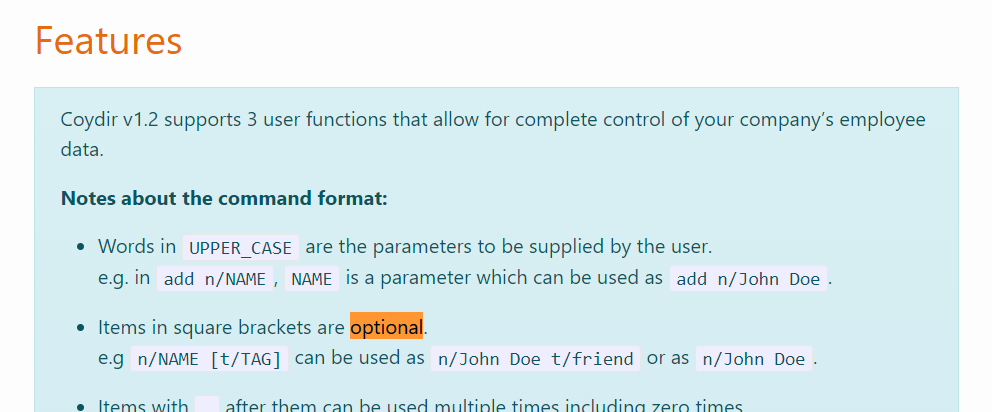 Features
Coydir v1.2 supports 3 user functions that allow for complete control of your company’s employee
data.
Notes about the command format:
• Words in UPPER_CASE are the parameters to be supplied by the user.
e.g. in add n/NAME, NAME is a parameter which can be used as add n/John Doe.
• Items in square brackets are optional.
e.g n/NAME [t/TAG] can be used as n/John Doe t/friend or as n/John Doe.
• Items with after them can be used multiple times including zero times